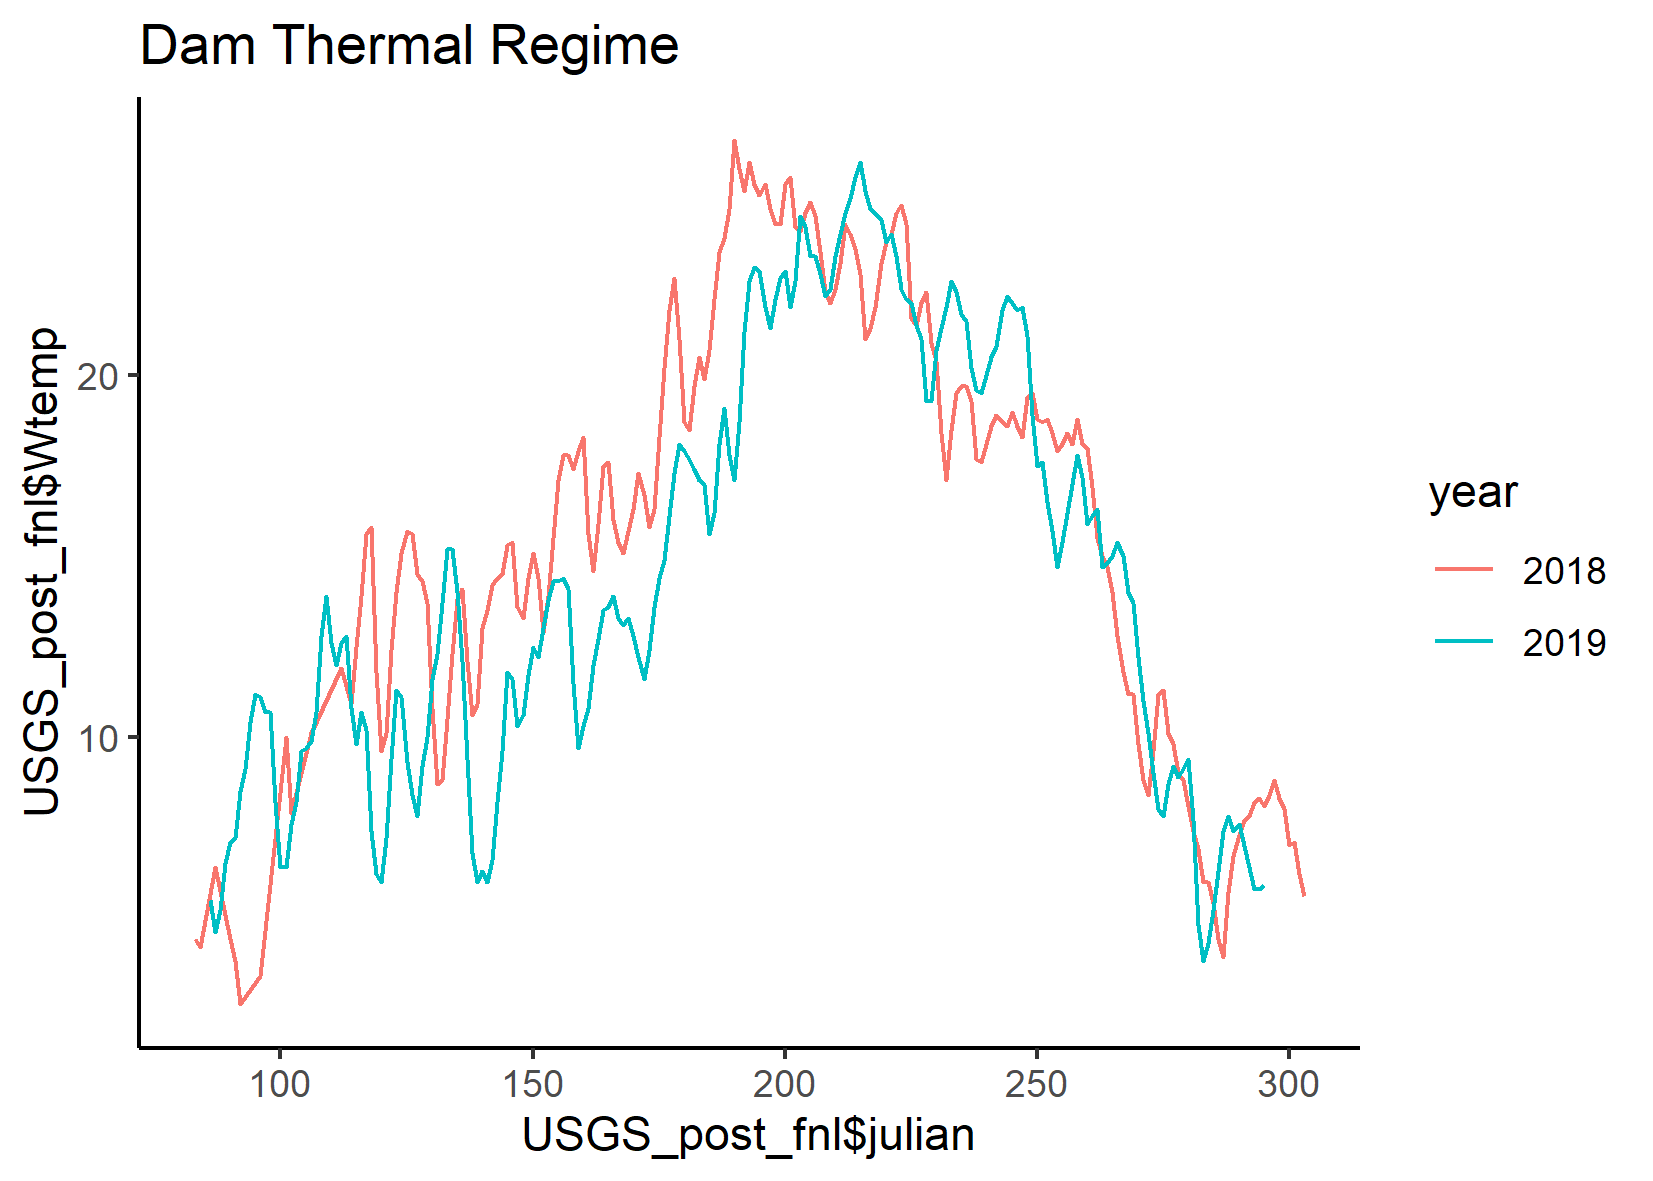 Dam Thermal Regime
USGS_post_fnl$Wtemp
20
10
100 150 200 250 300
USGS_post_fnl$julian
year
2018
2019